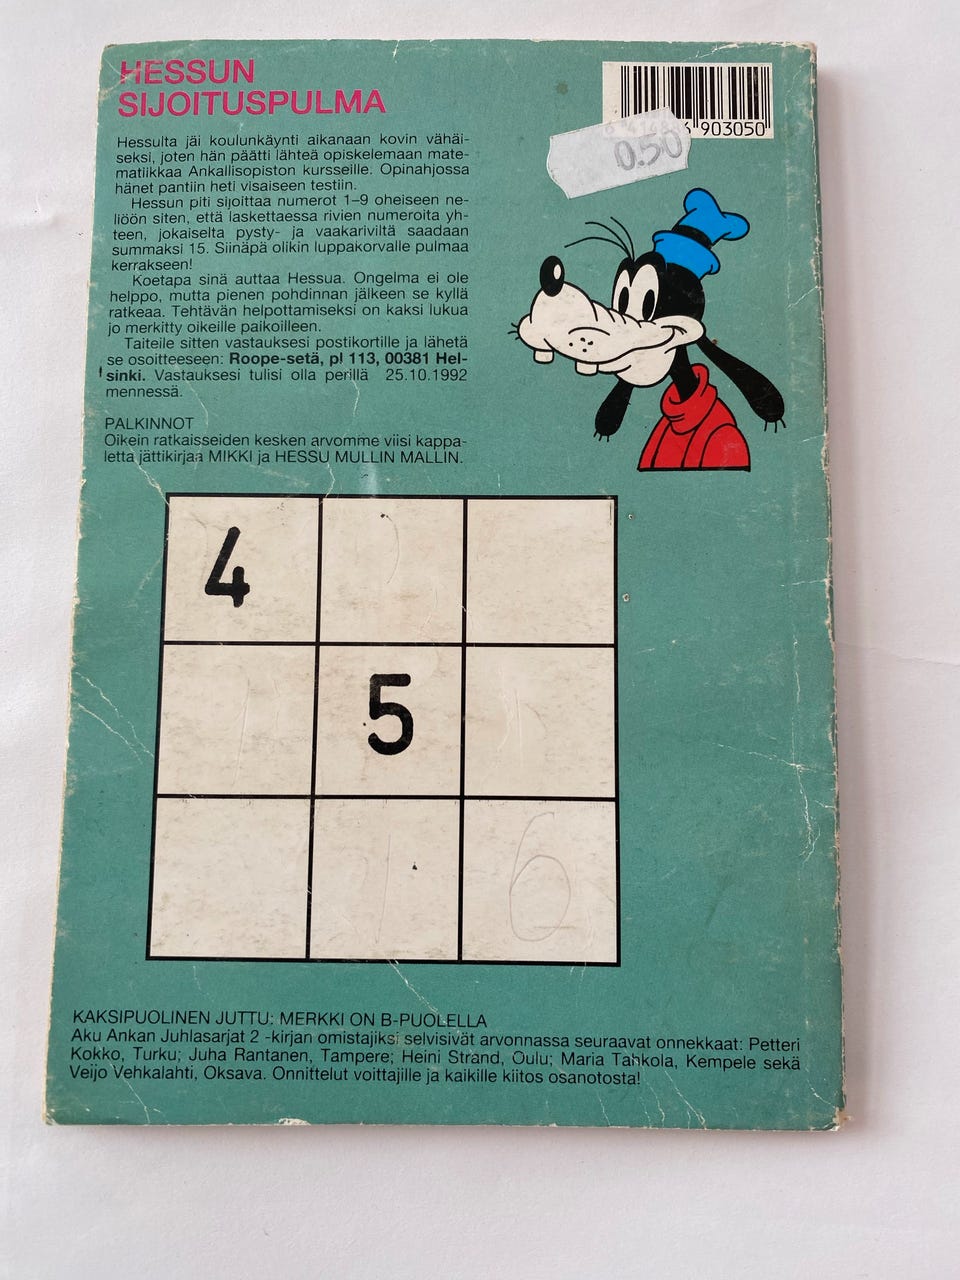 HESSUN
SIJOITUSPULMA
Hessulta jäi koulunkäynti aikanaan kovin vähäi-
seksi, joten hän päätti lähteä opiskelemaan mate-
matiikkaa Ankallisopiston kursseille. Opinahjossa
hänet pantiin heti visaiseen testiin.
Hessun piti sijoittaa numerot 1–9 oheiseen ne-
liöön siten, että laskettaessa rivien numeroita yh-
teen, jokaiselta pysty- ja vaakariviltä saadaan
summaksi 15. Siinäpä olikin luppakorvalle pulmaa
kerrakseen!
Koetapa sinä auttaa Hessua. Ongelma ei ole
helppo, mutta pienen pohdinnan jälkeen se kyllä
ratkeaa. Tehtävän helpottamiseksi on kaksi lukua
jo merkitty oikeille paikoilleen.
Taiteile sitten vastauksesi postikortille ja lähetä
se osoitteeseen: Roope-setä, pl 113, 00381 Hel-
sinki. Vastauksesi tulisi olla perillä 25.10.1992
mennessä.
PALKINNOT
Oikein ratkaisseiden kesken arvomme viisi kappa-
letta jättikirjaa MIKKI ja HESSU MULLIN MALLIN.
903050
0.50
4
5
6
KAKSIPUOLINEN JUTTU: MERKKI ON B-PUOLELLA
Aku Ankan Juhlasarjat 2 -kirjan omistajiksi selvisivät arvonnassa seuraavat onnekkaat: Petteri
Kokko, Turku; Juha Rantanen, Tampere; Heini Strand, Oulu; Maria Tahkola, Kempele sekä
Veijo Vehkalahti, Oksava. Onnittelut voittajille ja kaikille kiitos osanotosta!